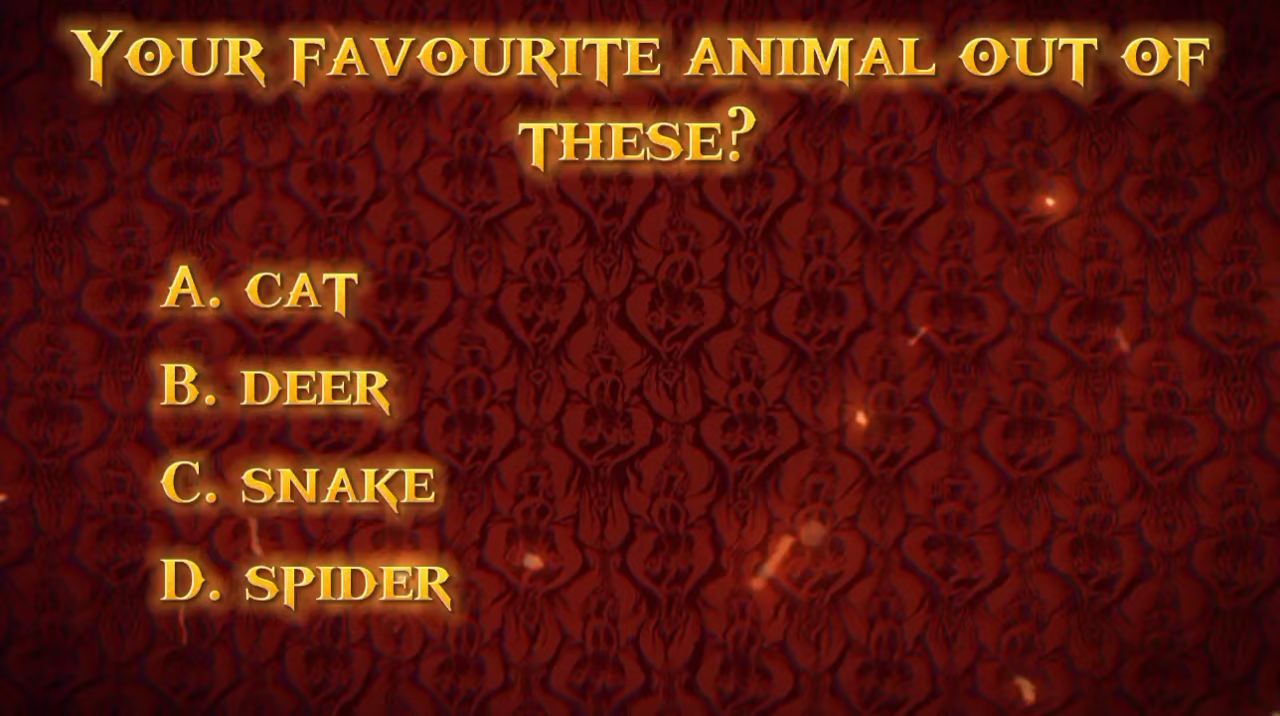 Your favourite animal out of
these?
A. cat
B. deer
C. snake
D. spider